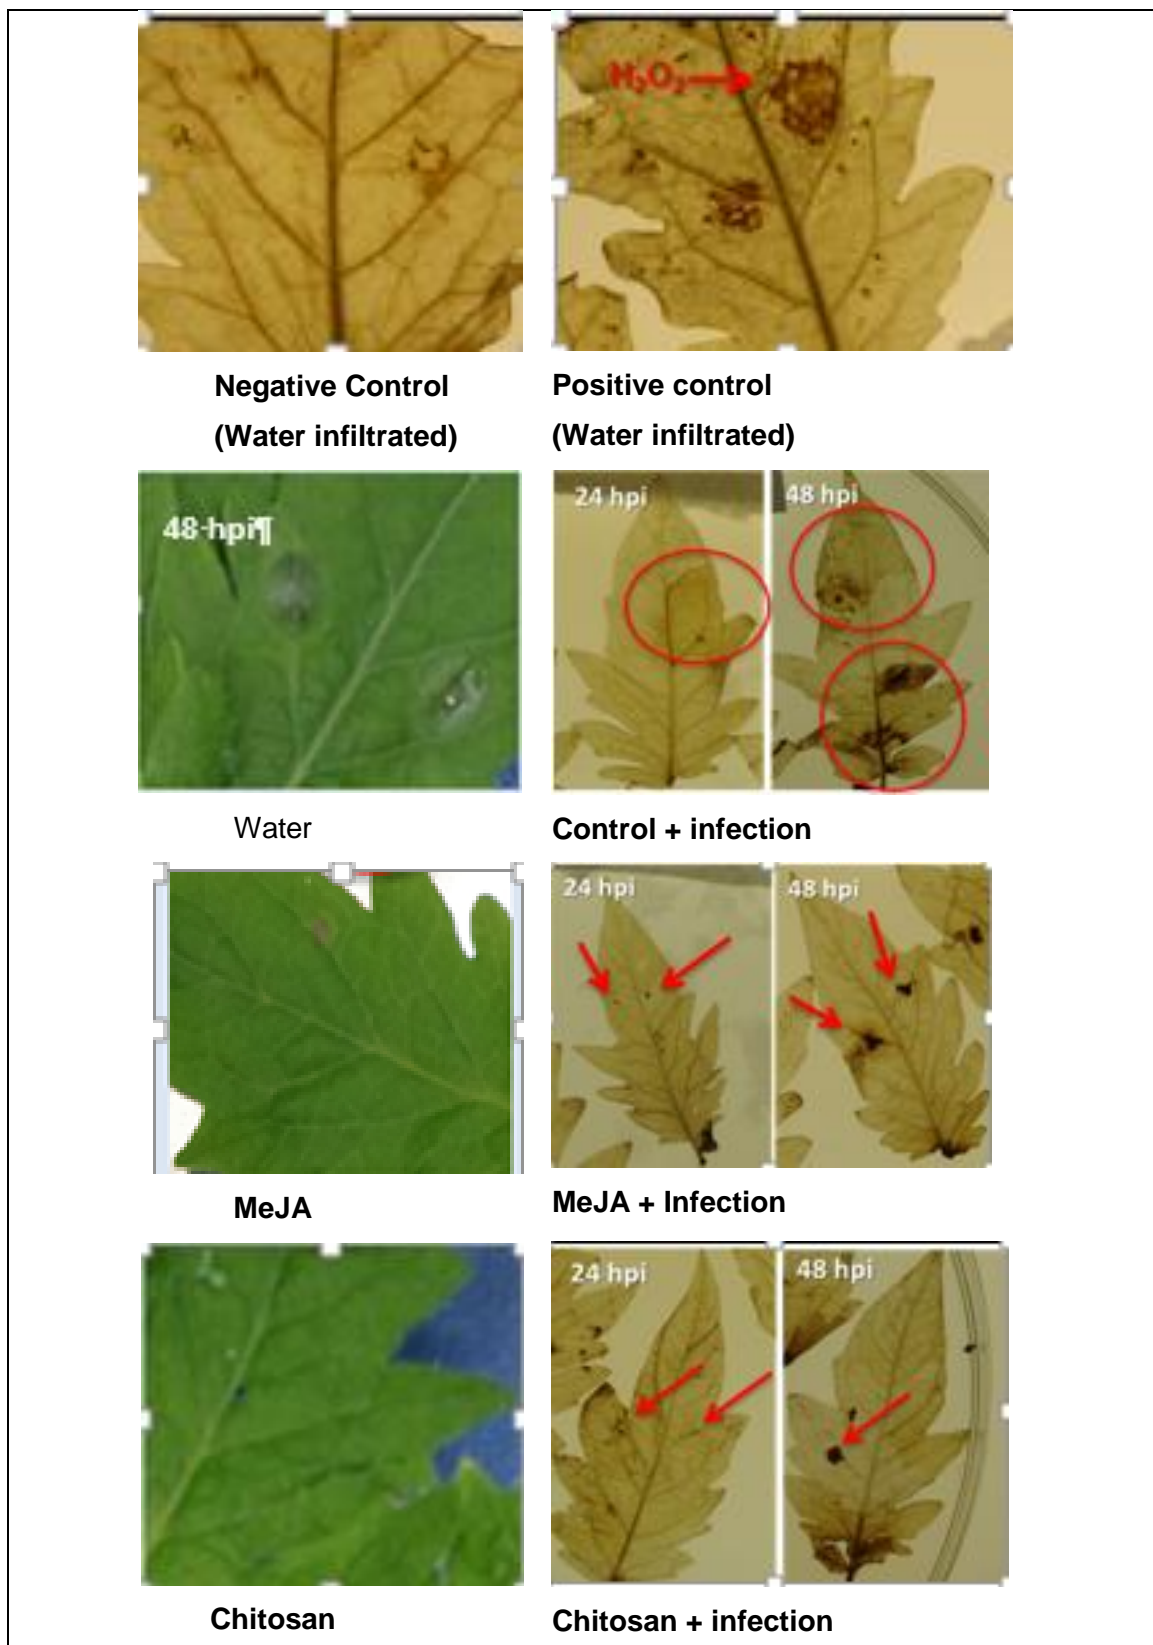 H₂O₂
Negative Control
(Water infiltrated)
Positive control
(Water infiltrated)
48-hpi¶
24 hpi
48 hpi
Water
Control + infection
24 hpi
48 hpi
MeJA
MeJA + Infection
24 hpi
48 hpi
Chitosan
Chitosan + infection